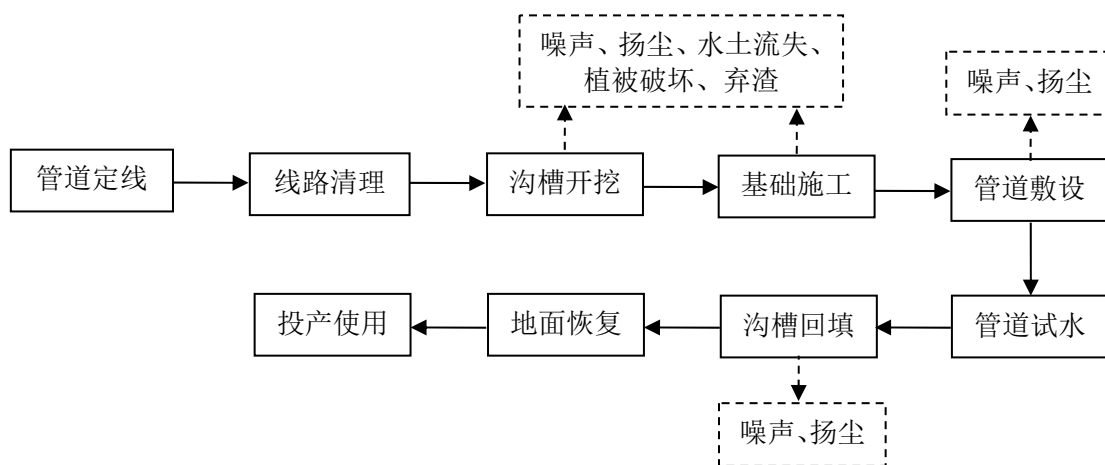 噪声、扬尘、水土流失、
植被破坏、弃渣
噪声、扬尘
管道定线
线路清理
沟槽开挖
基础施工
管道敷设
投产使用
地面恢复
沟槽回填
管道试水
噪声、扬尘